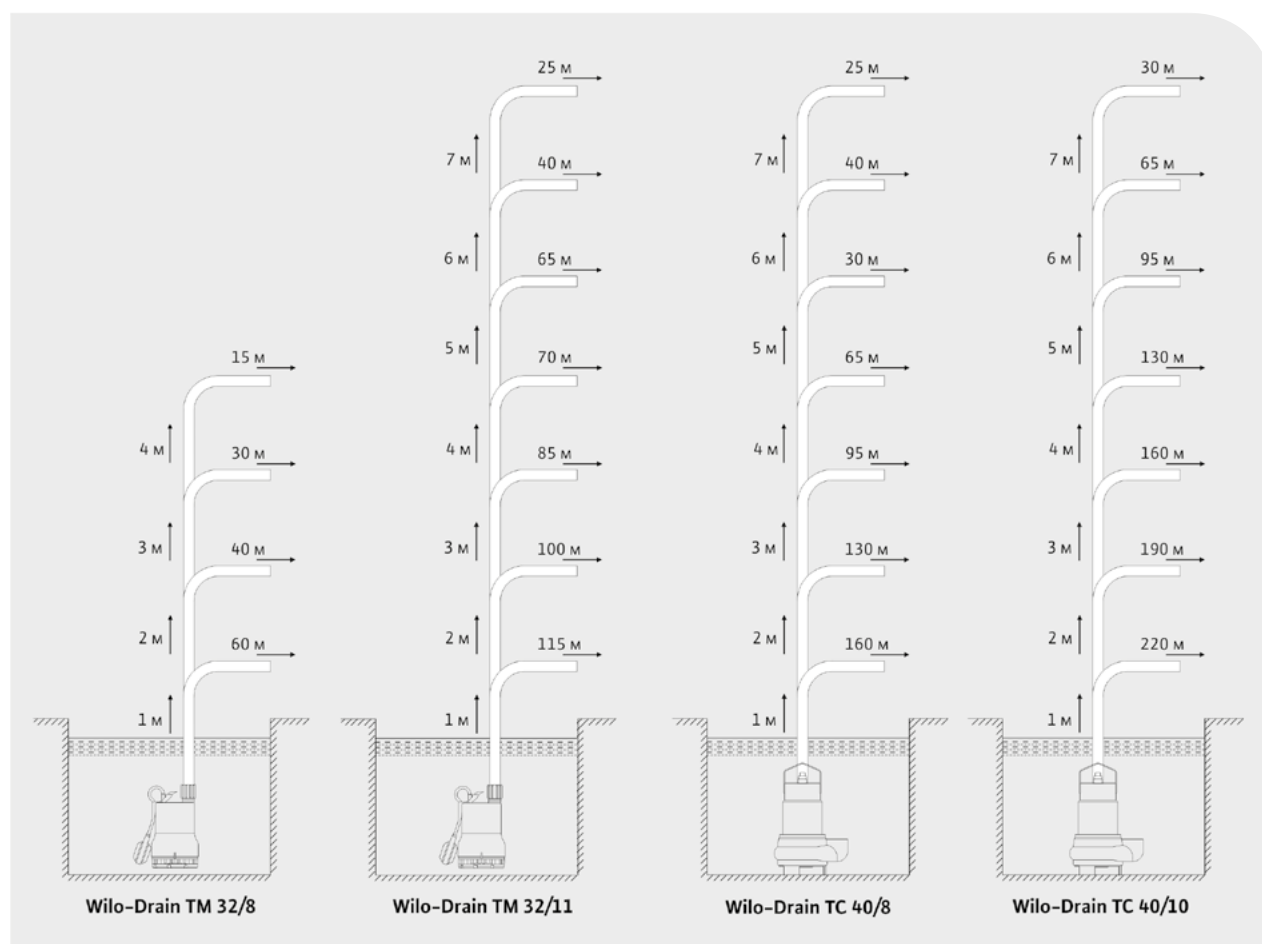 25 м
25 м
30 м
7 м
7 м
7 м
40 м
40 м
65 м
6 м
6 м
6 м
65 м
30 м
95 м
5 м
5 м
5 м
15 м
70 м
65 м
130 м
4 м
4 м
4 м
4 м
30 м
85 м
95 м
160 м
3 м
3 м
3 м
3 м
40 м
100 м
130 м
190 м
2 м
2 м
2 м
2 м
60 м
115 м
160 м
220 м
1 м
1 м
1 м
1 м
Wilo-Drain TM 32/8
Wilo-Drain TM 32/11
Wilo-Drain TC 40/8
Wilo-Drain TC 40/10